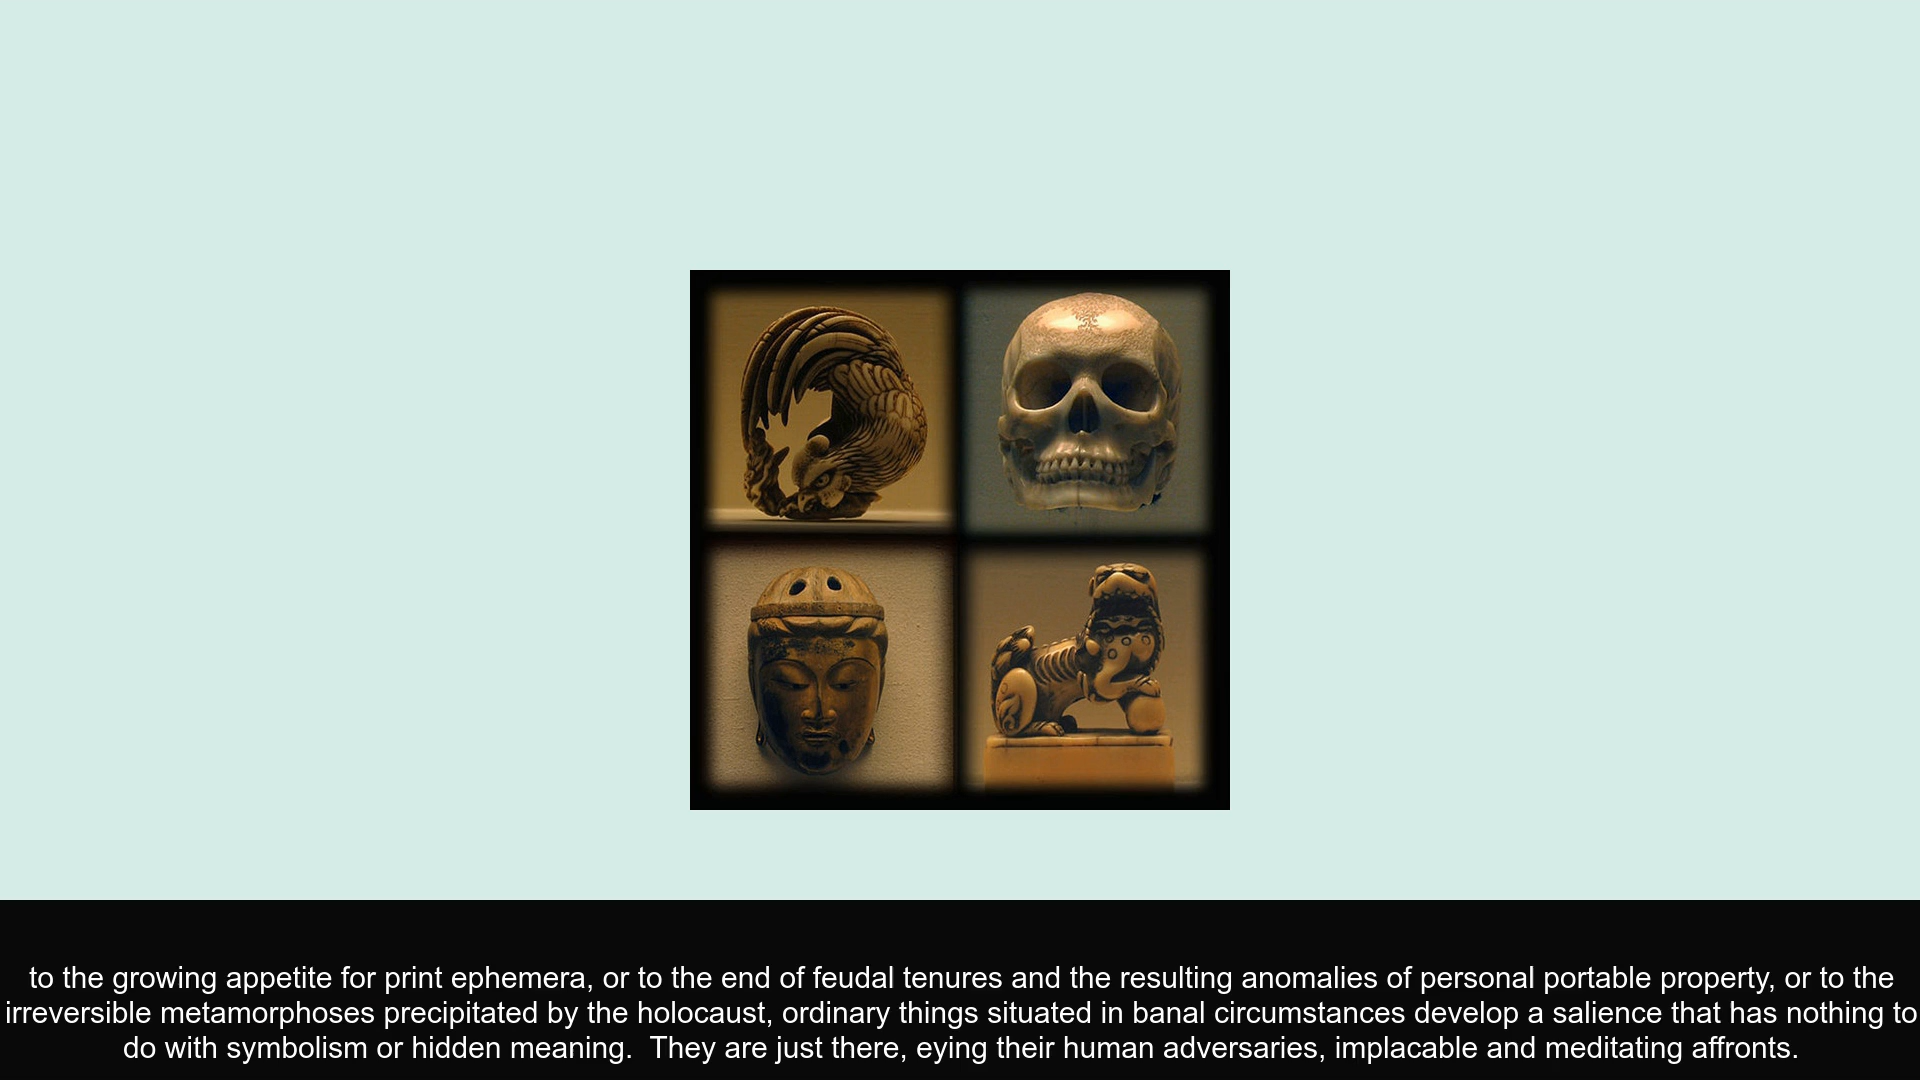 to the growing appetite for print ephemera, or to the end of feudal tenures and the resulting anomalies of personal portable property, or to the
irreversible metamorphoses precipitated by the holocaust, ordinary things situated in banal circumstances develop a salience that has nothing to
do with symbolism or hidden meaning.  They are just there, eying their human adversaries, implacable and meditating affronts.